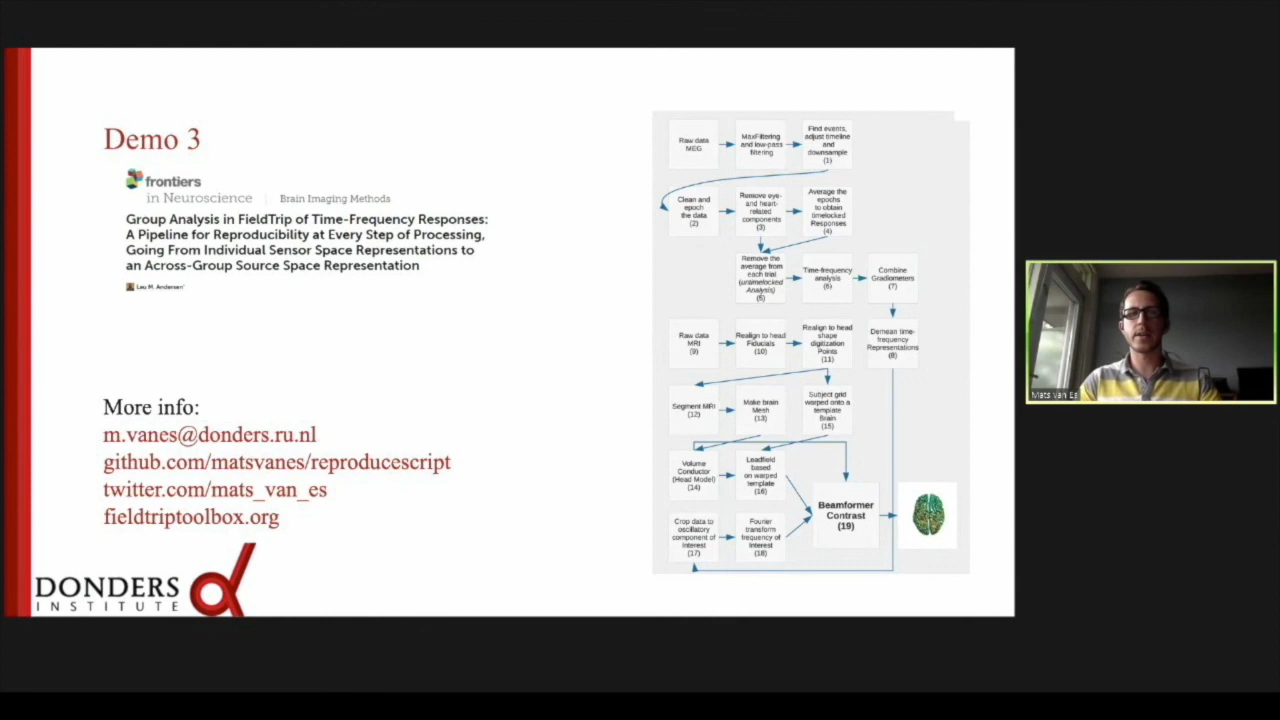 Demo 3
frontiers
in Neuroscience | Brain Imaging Methods
Group Analysis in FieldTrip of Time-Frequency Responses:
A Pipeline for Reproducibility at Every Step of Processing,
Going From Individual Sensor Space Representations to
an Across-Group Source Space Representation
Lau M. Andersen*
More info:
m.vanes@donders.ru.nl
github.com/matsvanes/reproducescript
twitter.com/mats_van_es
fieldtriptoolbox.org
DONDERS
INSTITUTE
Raw data
MEG
MaxFiltering
and low-pass
filtering
Find events,
adjust timeline
and
downsample
(1)
Clean and
epoch
the data
(2)
Remove eye-
and heart-
related
components
(3)
Average the
epochs
to obtain
timelocked
Responses
(4)
Remove the
average from
each trial
(untimelocked
Analysis)
(5)
Time-frequency
analysis
(6)
Combine
Gradiometers
(7)
Raw data
MRI
(9)
Realign to head
Fiducials
(10)
Realign to head
shape
digitization
Points
(11)
Demean time-
frequency
Representations
(8)
Segment MRI
(12)
Make brain
Mesh
(13)
Subject grid
warped onto a
template
Brain
(15)
Volume
Conductor
(Head Model)
(14)
Leadfield
based
on warped
template
(16)
Beamformer
Contrast
(19)
Crop data to
oscillatory
component of
interest
(17)
Fourier
transform
frequency of
Interest
(18)
Mats van Es